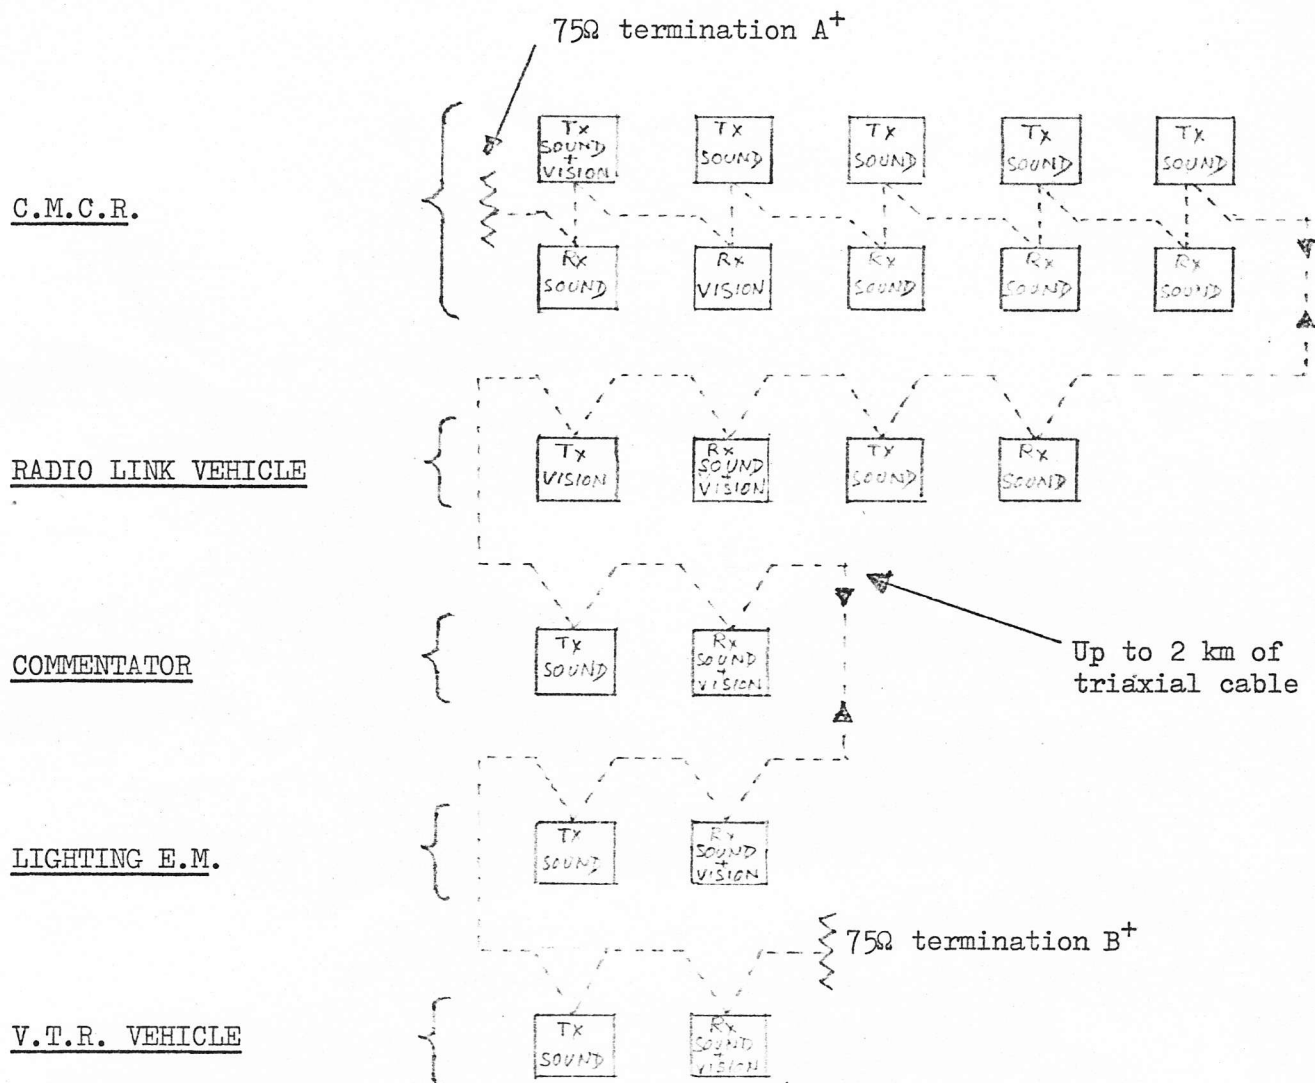 75Ω termination A+
C.M.C.R.
Tx
SOUND
+
VISION
Tx
SOUND
Tx
SOUND
Tx
SOUND
Tx
SOUND
Rx
SOUND
Rx
VISION
Rx
SOUND
Rx
SOUND
Rx
SOUND
RADIO LINK VEHICLE
Tx
VISION
Rx
SOUND
+
VISION
Tx
SOUND
Rx
SOUND
COMMENTATOR
Tx
SOUND
Rx
SOUND
+
VISION
Up to 2 km of
triaxial cable
LIGHTING E.M.
Tx
SOUND
Rx
SOUND
+
VISION
75Ω termination B+
V.T.R. VEHICLE
Tx
SOUND
Rx
SOUND
+
VISION